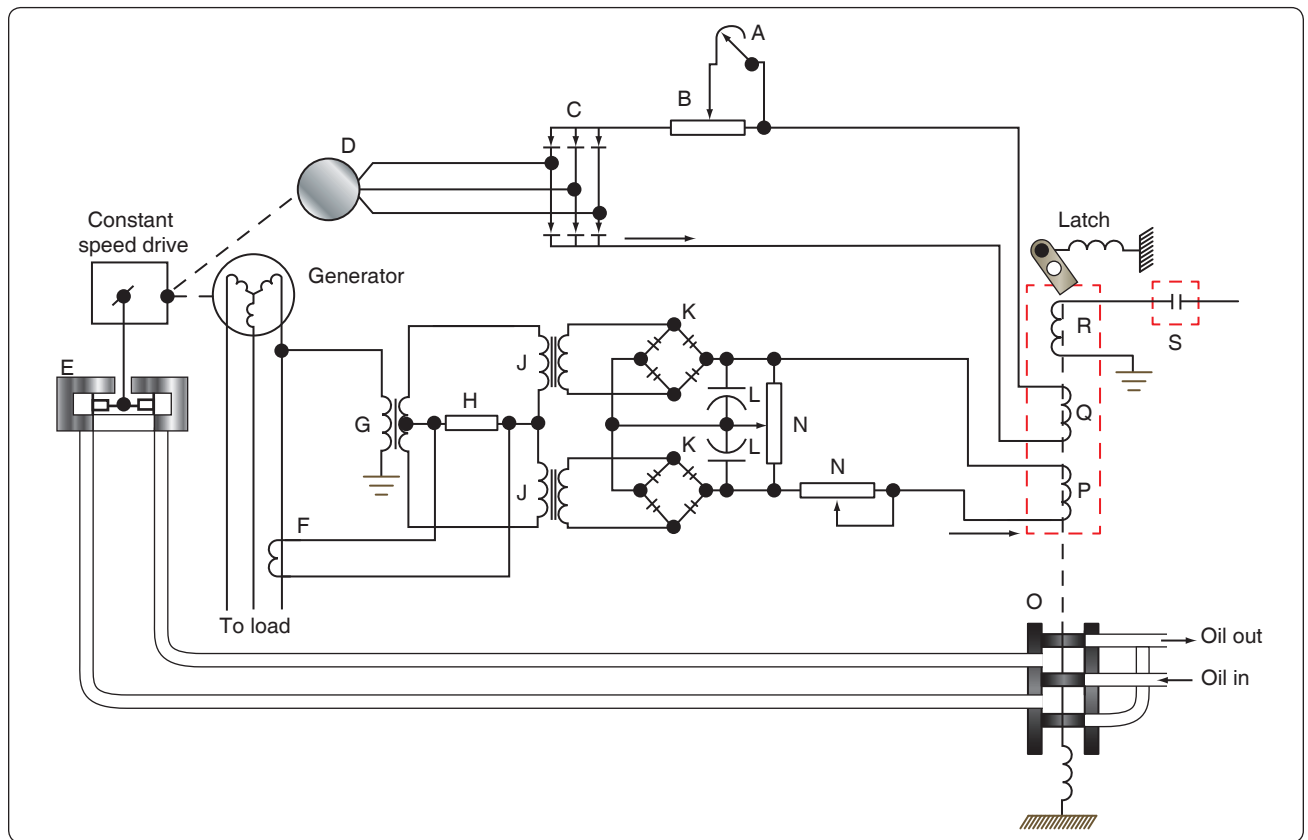 A
B
C
D
Constant
speed drive
Latch
Generator
K
R
S
E
J
L
H
G
Q
N
K
L
N
P
J
F
O
To load
Oil out
Oil in